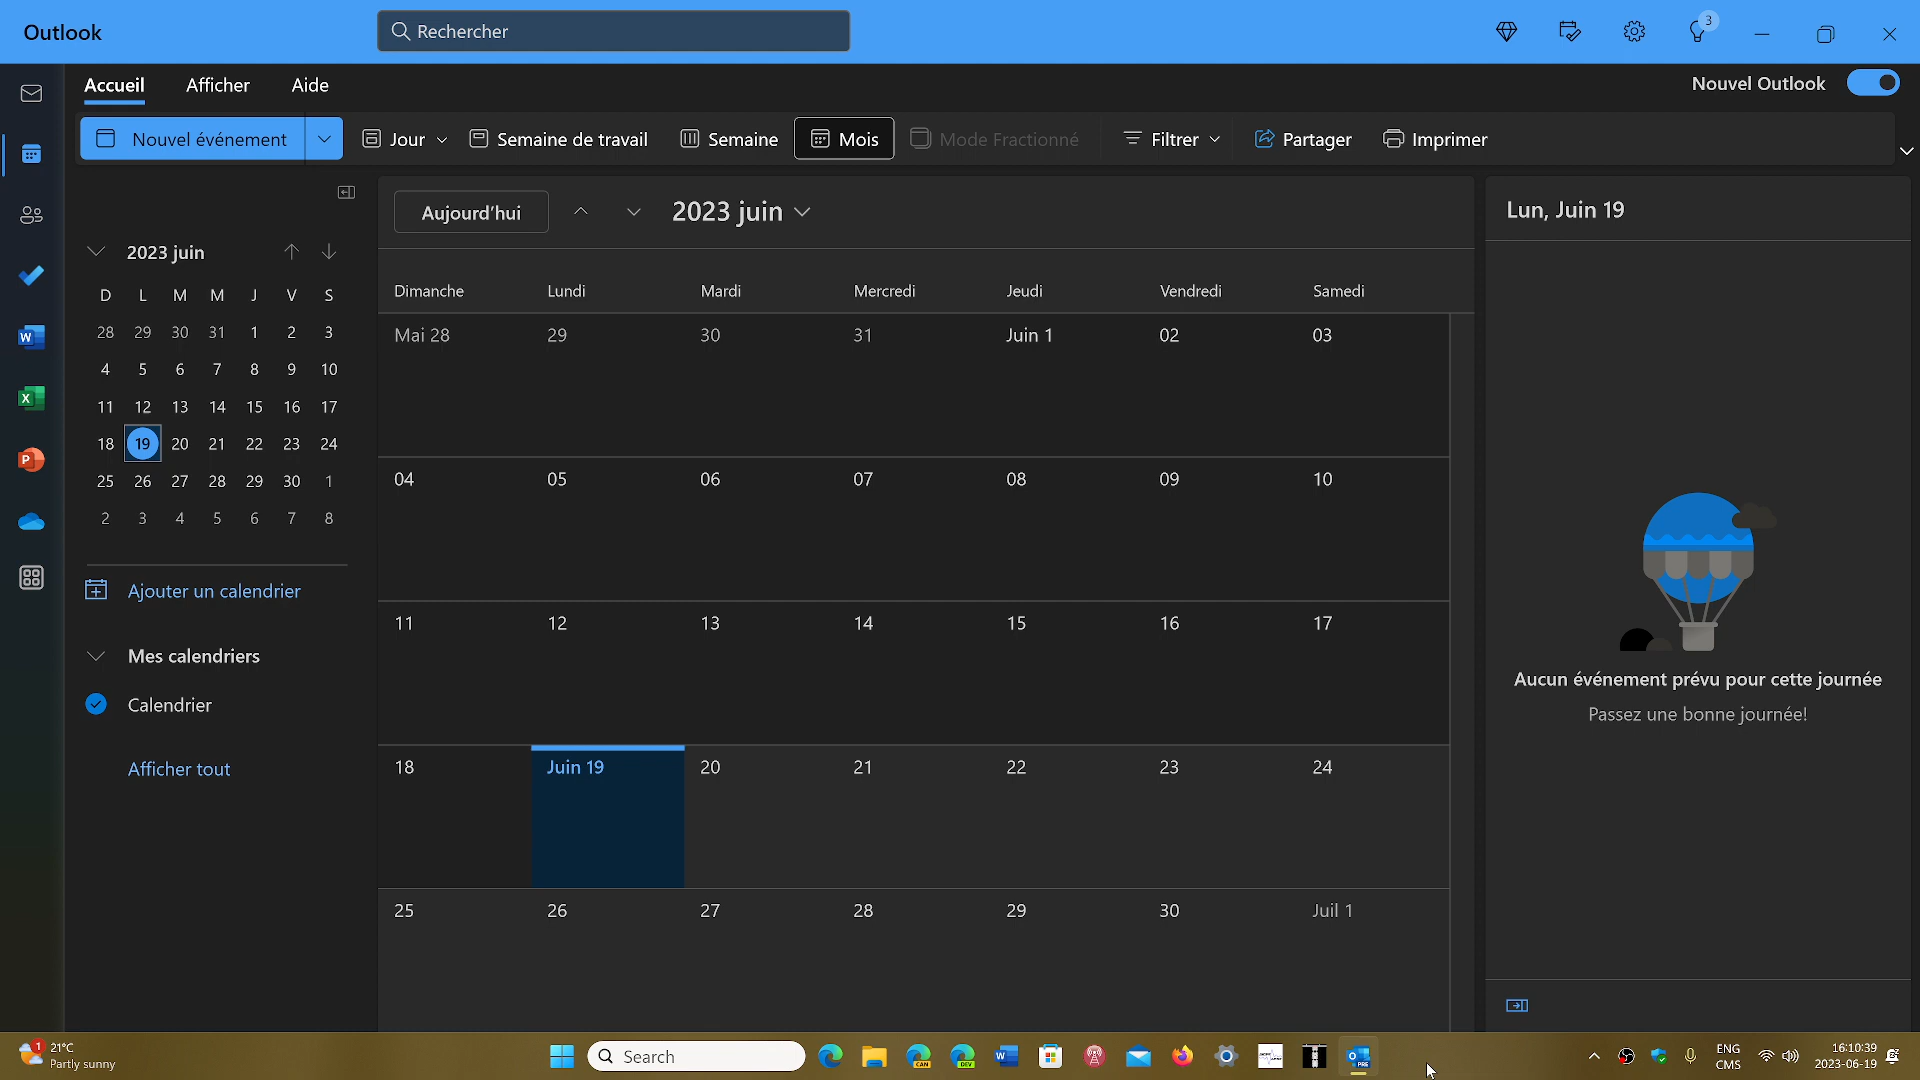 Outlook
Rechercher
3
Accueil
Afficher
Aide
Nouvel Outlook
Nouvel événement
Jour
Semaine de travail
Semaine
Mois
Mode Fractionné
Filtrer
Partager
Imprimer
2023 juin
D L M M J V S
28 29 30 31 1 2 3
4 5 6 7 8 9 10
11 12 13 14 15 16 17
18 19 20 21 22 23 24
25 26 27 28 29 30 1
2 3 4 5 6 7 8
Ajouter un calendrier
Mes calendriers
Calendrier
Afficher tout
Aujourd'hui
2023 juin
Dimanche Lundi Mardi Mercredi Jeudi Vendredi Samedi
Mai 28 29 30 31 Juin 1 02 03
04 05 06 07 08 09 10
11 12 13 14 15 16 17
18 Juin 19 20 21 22 23 24
25 26 27 28 29 30 Juil 1
Lun, Juin 19
Aucun événement prévu pour cette journée
Passez une bonne journée!
1
21°C
Partly sunny
Search
CAN
DEV
W
PRE
ENG
CMS
16:10:39
2023-06-19